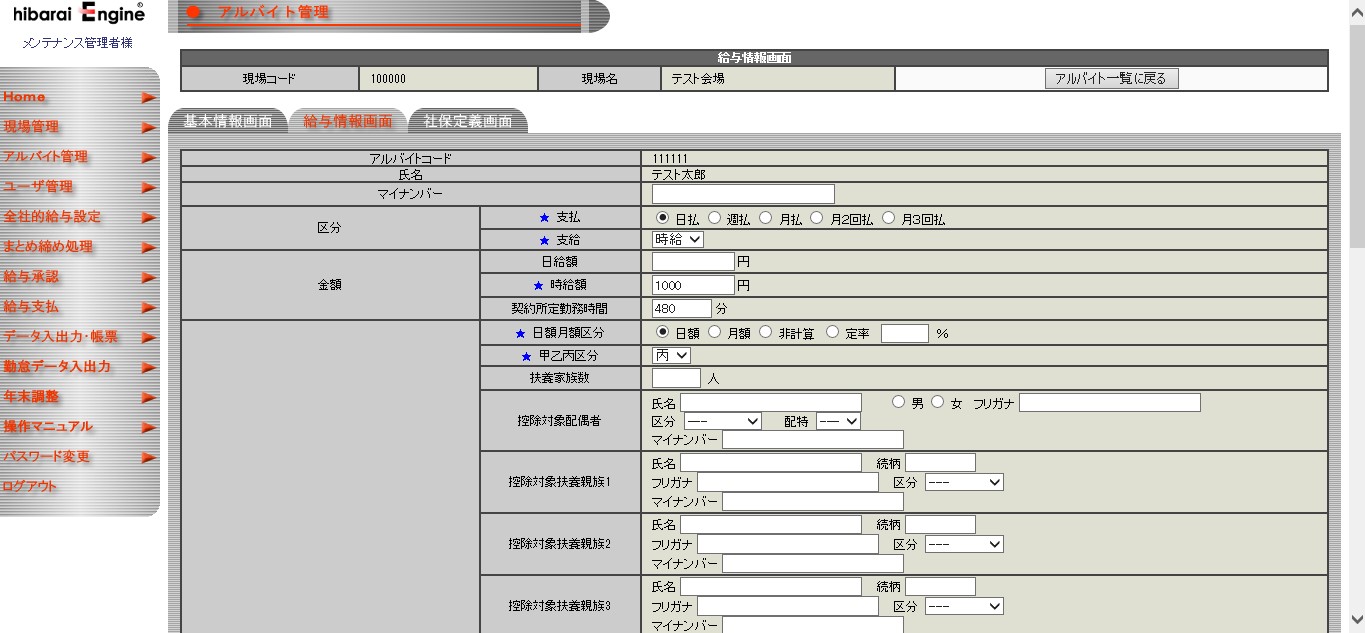 hibarai Engine®
メンテナンス管理者様
Home
現場管理
アルバイト管理
ユーザ管理
全社的給与設定
まとめ締め処理
給与承認
給与支払
データ入出力・帳票
勤怠データ入出力
年末調整
操作マニュアル
パスワード変更
ログアウト
アルバイト管理
給与情報画面
現場コード 100000 現場名 テスト会場 アルバイト一覧に戻る
基本情報画面 給与情報画面 社保定義画面
アルバイトコード 111111
氏名 テスト太郎
マイナンバー
区分 ★ 支払 日払 週払 月払 月2回払 月3回払
★ 支給 時給
金額 日給額 円
★ 時給額 1000 円
契約所定勤務時間 480 分
★ 日額月額区分 日額 月額 非計算 定率 %
★ 甲乙丙区分 丙
扶養家族数 人
控除対象配偶者 氏名 男 女 フリガナ
区分 ---- 配特 ----
マイナンバー
控除対象扶養親族1 氏名 続柄
フリガナ 区分 ---
マイナンバー
控除対象扶養親族2 氏名 続柄
フリガナ 区分 ---
マイナンバー
控除対象扶養親族3 氏名 続柄
フリガナ 区分 ---
マイナンバー